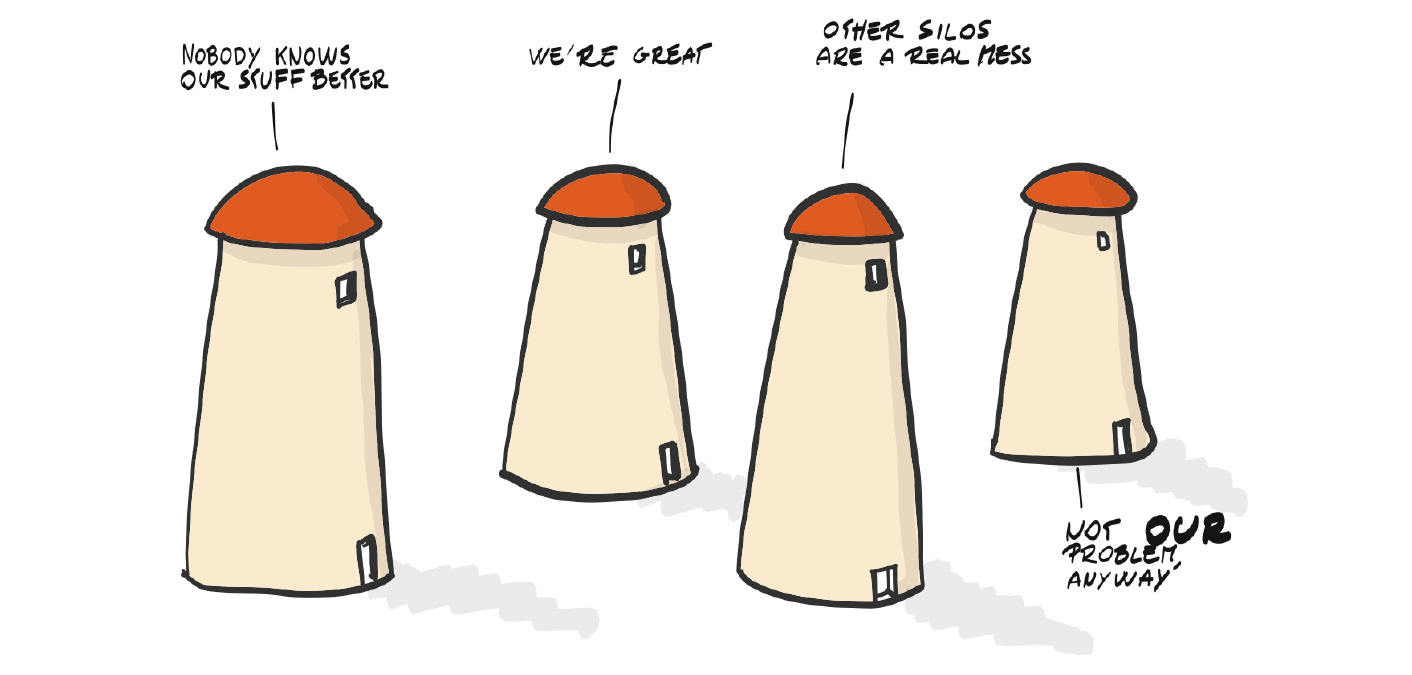 NOBODY KNOWS
OUR STUFF BETTER
WE'RE GREAT
OTHER SILOS
ARE A REAL MESS
NOT OUR
PROBLEM,
ANYWAY